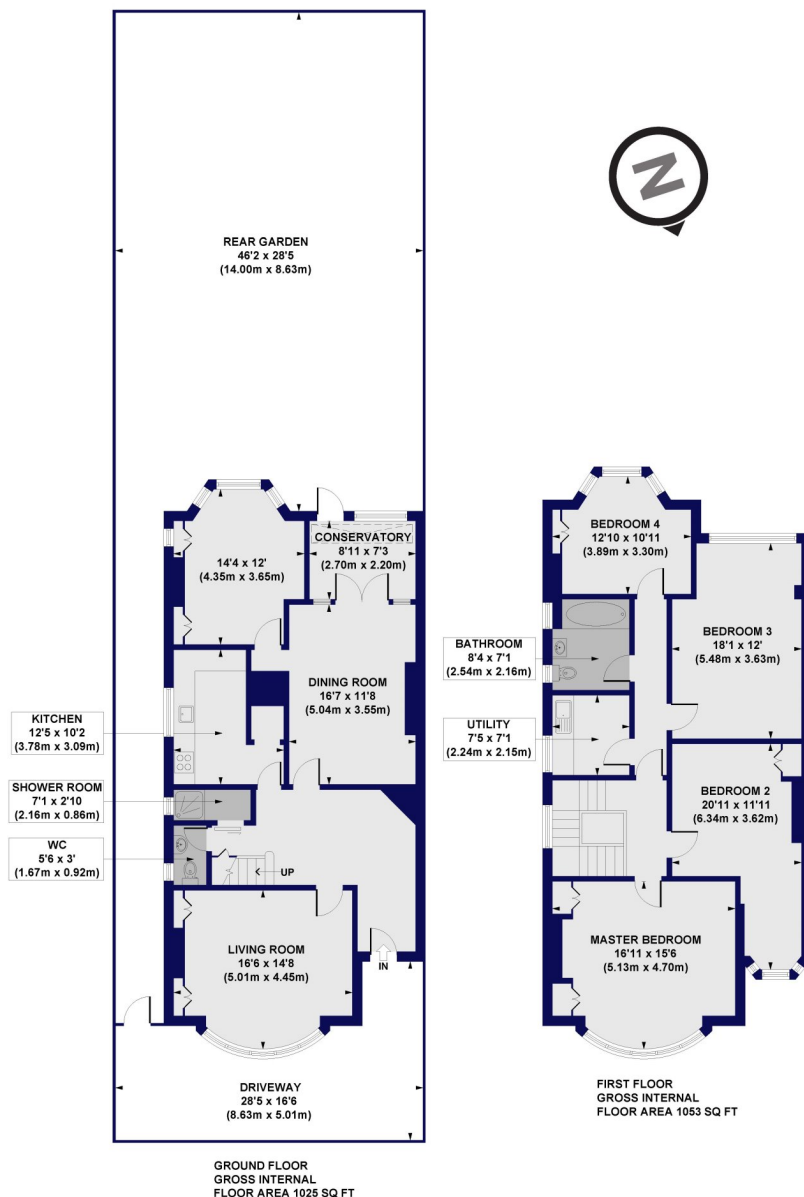 N
REAR GARDEN
46'2 x 28'5
(14.00m x 8.63m)
CONSERVATORY
8'11 x 7'3
(2.70m x 2.20m)
14'4 x 12'
(4.35m x 3.65m)
DINING ROOM
16'7 x 11'8
(5.04m x 3.55m)
KITCHEN
12'5 x 10'2
(3.78m x 3.09m)
SHOWER ROOM
7'1 x 2'10
(2.16m x 0.86m)
WC
5'6 x 3'
(1.67m x 0.92m)
UP
LIVING ROOM
16'6 x 14'8
(5.01m x 4.45m)
IN
DRIVEWAY
28'5 x 16'6
(8.63m x 5.01m)
GROUND FLOOR
GROSS INTERNAL
FLOOR AREA 1025 SQ FT
BEDROOM 4
12'10 x 10'11
(3.89m x 3.30m)
BATHROOM
8'4 x 7'1
(2.54m x 2.16m)
BEDROOM 3
18'1 x 12'
(5.48m x 3.63m)
UTILITY
7'5 x 7'1
(2.24m x 2.15m)
BEDROOM 2
20'11 x 11'11
(6.34m x 3.62m)
MASTER BEDROOM
16'11 x 15'6
(5.13m x 4.70m)
FIRST FLOOR
GROSS INTERNAL
FLOOR AREA 1053 SQ FT